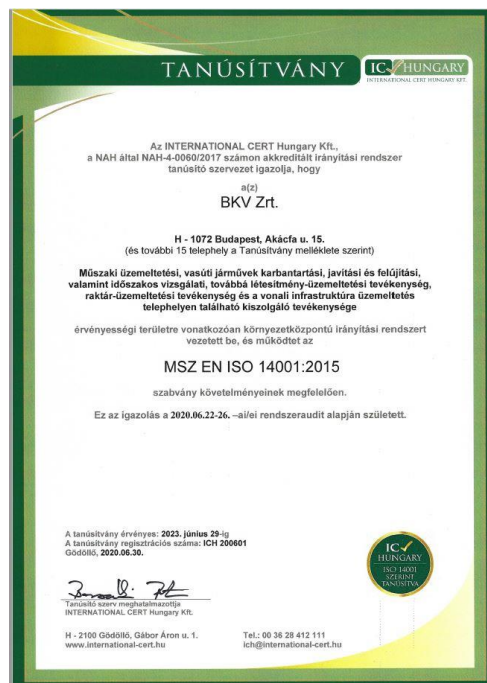 TANÚSÍTVÁNY
IC HUNGARY
INTERNATIONAL CERT HUNGARY KFT.
Az INTERNATIONAL CERT Hungary Kft.,
a NAH által NAH-4-0060/2017 számon akkreditált irányítási rendszer
tanúsító szervezet igazolja, hogy
a(z)
BKV Zrt.
H - 1072 Budapest, Akácfa u. 15.
(és további 15 telephely a Tanúsítvány melléklete szerint)
Műszaki üzemeltetési, vasúti járművek karbantartási, javítási és felújítási,
valamint időszakos vizsgálati, továbbá létesítmény-üzemeltetési tevékenység,
raktár-üzemeltetési tevékenység és a vonali infrastruktúra üzemeltetés
telephelyen található kiszolgáló tevékenysége
érvényességi területre vonatkozóan környezetközpontú irányítási rendszert
vezetett be, és működtet az
MSZ EN ISO 14001:2015
szabvány követelményeinek megfelelően.
Ez az igazolás a 2020.06.22-26. –ai/ei rendszeraudit alapján született.
A tanúsítvány érvényes: 2023. június 29-ig
A tanúsítvány regisztrációs száma: ICH 200601
Gödöllő, 2020.06.30.
Tanúsító szerv meghatalmazottja
INTERNATIONAL CERT Hungary Kft.
H - 2100 Gödöllő, Gábor Áron u. 1.
www.international-cert.hu
Tel.: 00 36 28 412 111
ich@international-cert.hu
IC
HUNGARY
ISO 14001
SZERINT
TANÚSÍTVA